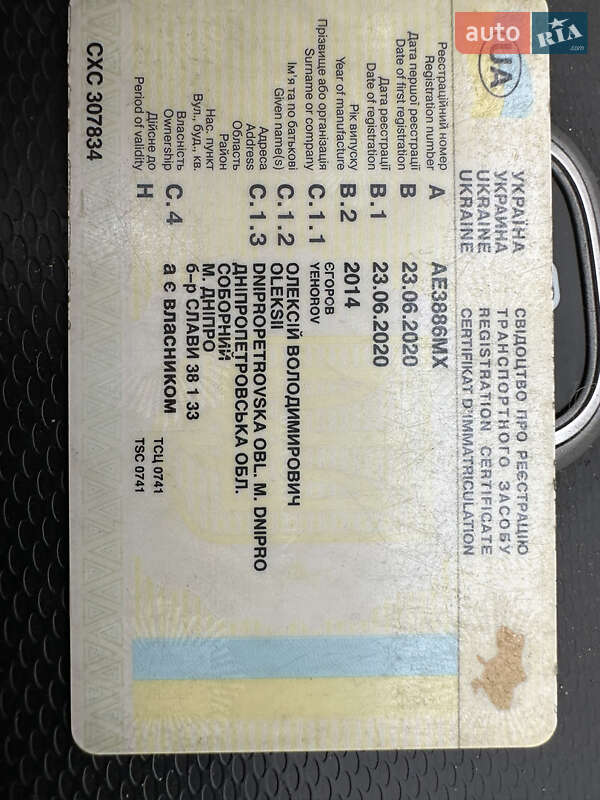 auto RIA.com
UA
УКРАЇНА
УКРАИНА
UKRAINE
UKRAINE
СВІДОЦТВО ПРО РЕЄСТРАЦІЮ
ТРАНСПОРТНОГО ЗАСОБУ
REGISTRATION CERTIFICATE
CERTIFIKAT D'IMMATRICULATION
Реєстраційний номер
Registration number
A
AE3886MX
Дата першої реєстрації
Date of first registration
B
23.06.2020
Дата реєстрації
Date of registration
B.1
23.06.2020
Рік випуску
Year of manufacture
B.2
2014
Прізвище або організація
Surname or company
C.1.1
ЄГОРОВ
YEHOROV
Ім'я та по батькові
Given name(s)
C.1.2
ОЛЕКСІЙ ВОЛОДИМИРОВИЧ
OLEKSII
Адреса
Address
C.1.3
DNIPROPETROVSKA OBL. M. DNIPRO
Область
ДНІПРОПЕТРОВСЬКА ОБЛ.
Район
СОБОРНИЙ
Нас. пункт
М. ДНІПРО
Вул., буд., кв.
б-р СЛАВИ 38 1 33
Власність
Ownership
C. 4
а є власником
ТСЦ 0741
TSC 0741
Дійсне до
Period of validity
H
СХС 307834